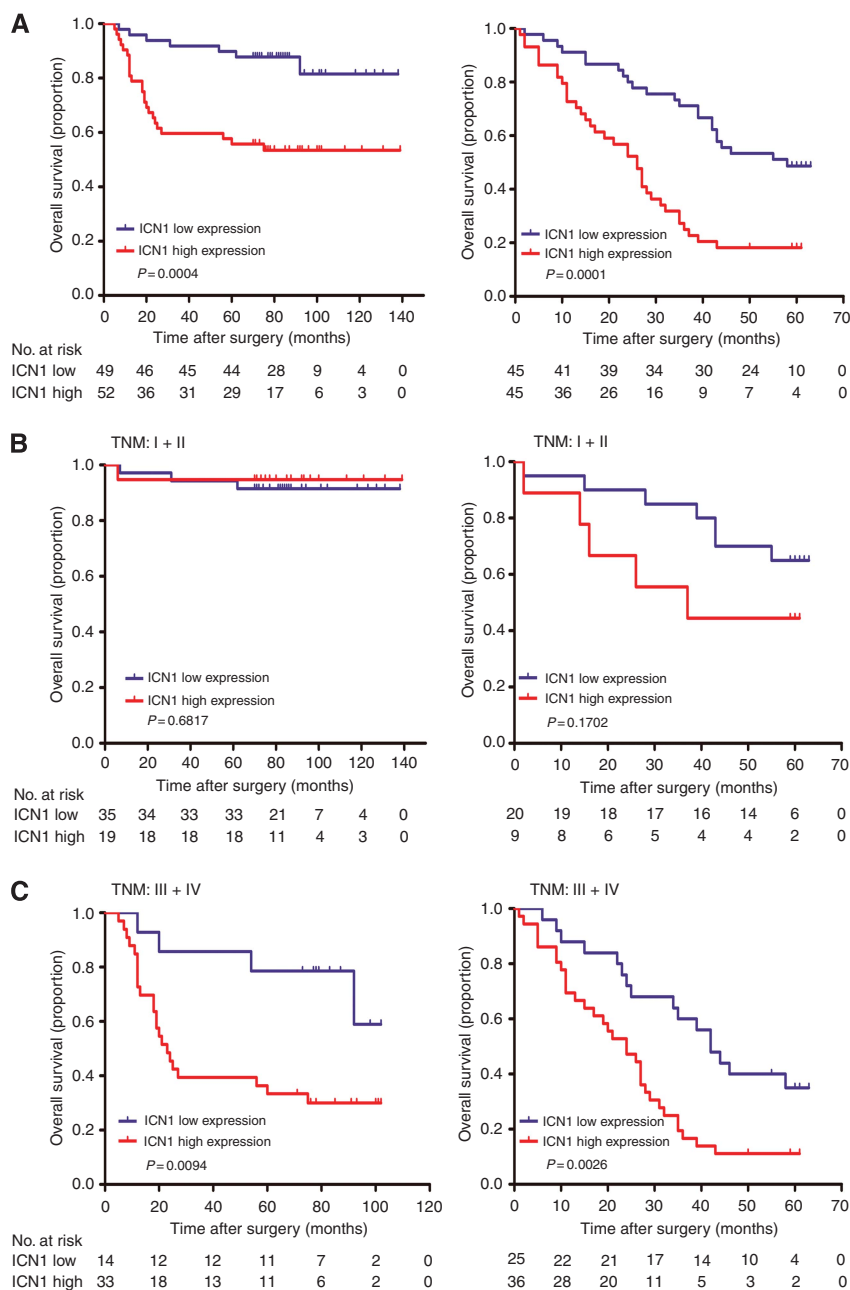 A
Overall survival (proportion)
1.0
0.8
0.6
0.4
0.2
0.0
ICN1 low expression
ICN1 high expression
P=0.0004
0 20 40 60 80 100 120 140
Time after surgery (months)
No. at risk
ICN1 low 49 46 45 44 28 9 4 0
ICN1 high 52 36 31 29 17 6 3 0
Overall survival (proportion)
1.0
0.8
0.6
0.4
0.2
0.0
ICN1 low expression
ICN1 high expression
P=0.0001
0 10 20 30 40 50 60 70
Time after surgery (months)
45 41 39 34 30 24 10 0
45 36 26 16 9 7 4 0
B
TNM: I + II
Overall survival (proportion)
1.0
0.8
0.6
0.4
0.2
0.0
ICN1 low expression
ICN1 high expression
P=0.6817
0 20 40 60 80 100 120 140
Time after surgery (months)
No. at risk
ICN1 low 35 34 33 33 21 7 4 0
ICN1 high 19 18 18 18 11 4 3 0
TNM: I + II
Overall survival (proportion)
1.0
0.8
0.6
0.4
0.2
0.0
ICN1 low expression
ICN1 high expression
P=0.1702
0 10 20 30 40 50 60 70
Time after surgery (months)
20 19 18 17 16 14 6 0
9 8 6 5 4 4 2 0
C
TNM: III + IV
Overall survival (proportion)
1.0
0.8
0.6
0.4
0.2
0.0
ICN1 low expression
ICN1 high expression
P=0.0094
0 20 40 60 80 100 120
Time after surgery (months)
No. at risk
ICN1 low 14 12 12 11 7 2 0
ICN1 high 33 18 13 11 6 2 0
TNM: III + IV
Overall survival (proportion)
1.0
0.8
0.6
0.4
0.2
0.0
ICN1 low expression
ICN1 high expression
P=0.0026
0 10 20 30 40 50 60 70
Time after surgery (months)
25 22 21 17 14 10 4 0
36 28 20 11 5 3 2 0